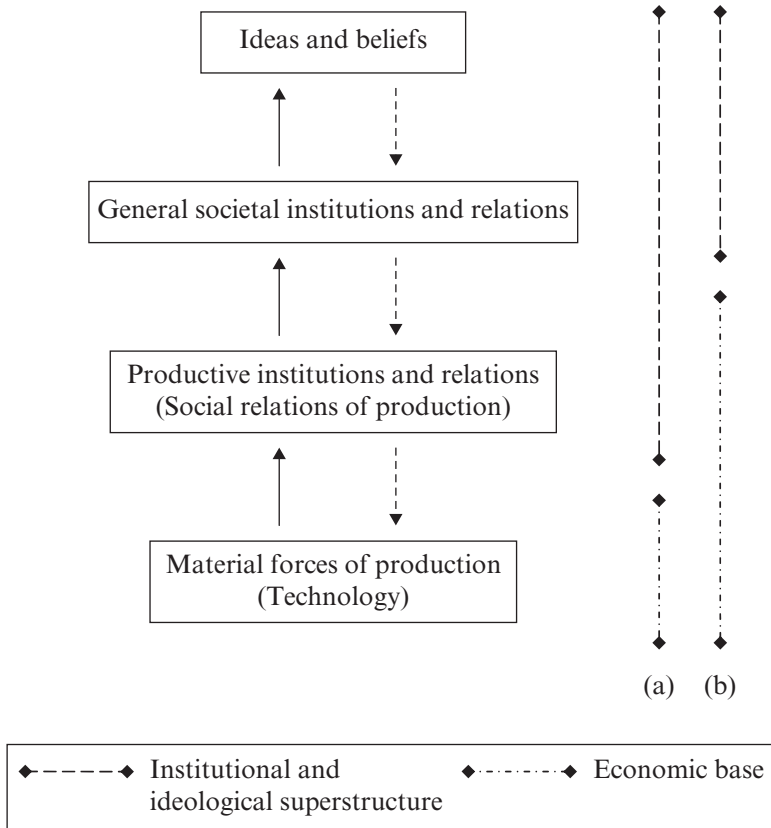 Ideas and beliefs
General societal institutions and relations
Productive institutions and relations
(Social relations of production)
Material forces of production
(Technology)
(a) (b)
Institutional and
ideological superstructure
Economic base